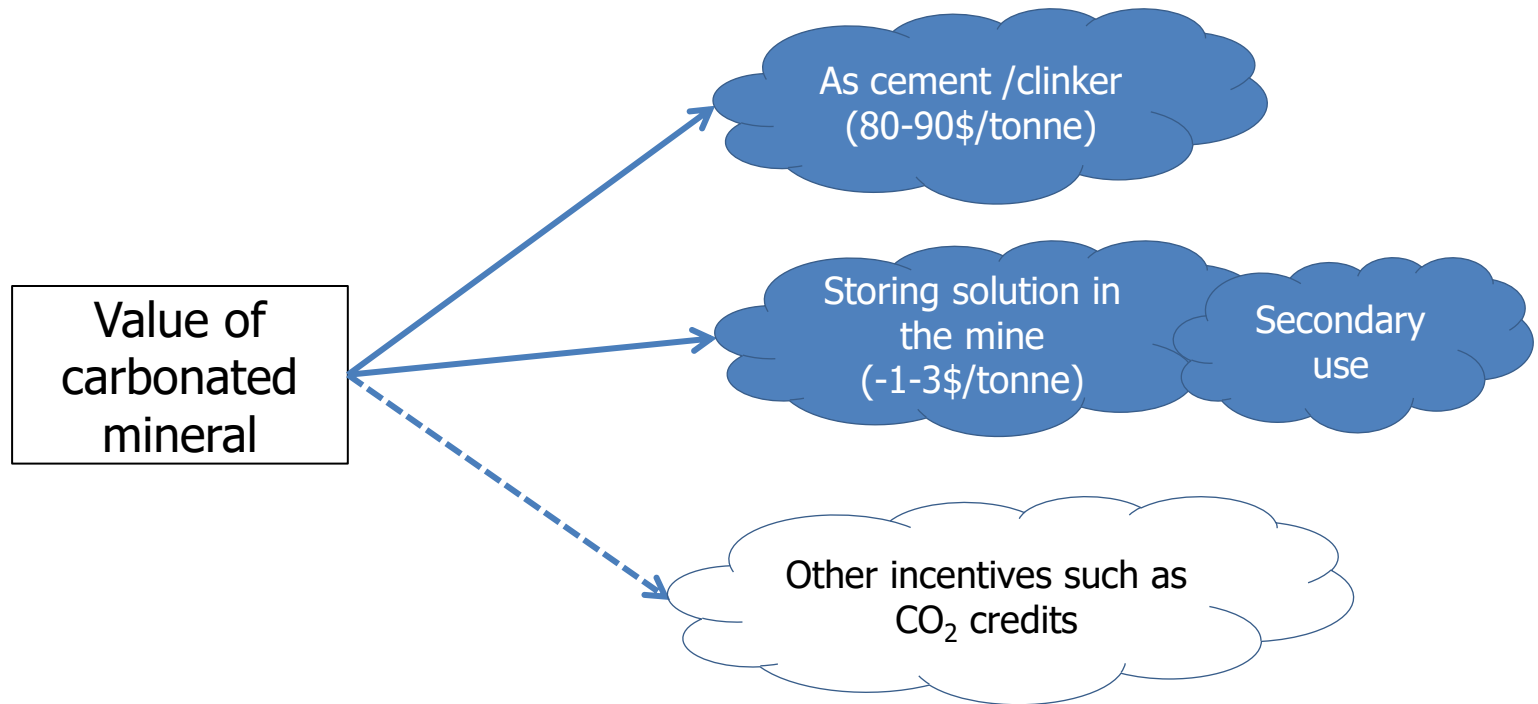 As cement /clinker
(80-90$/tonne)
Value of
carbonated
mineral
Storing solution in
the mine
(-1-3$/tonne)
Secondary
use
Other incentives such as
CO₂ credits